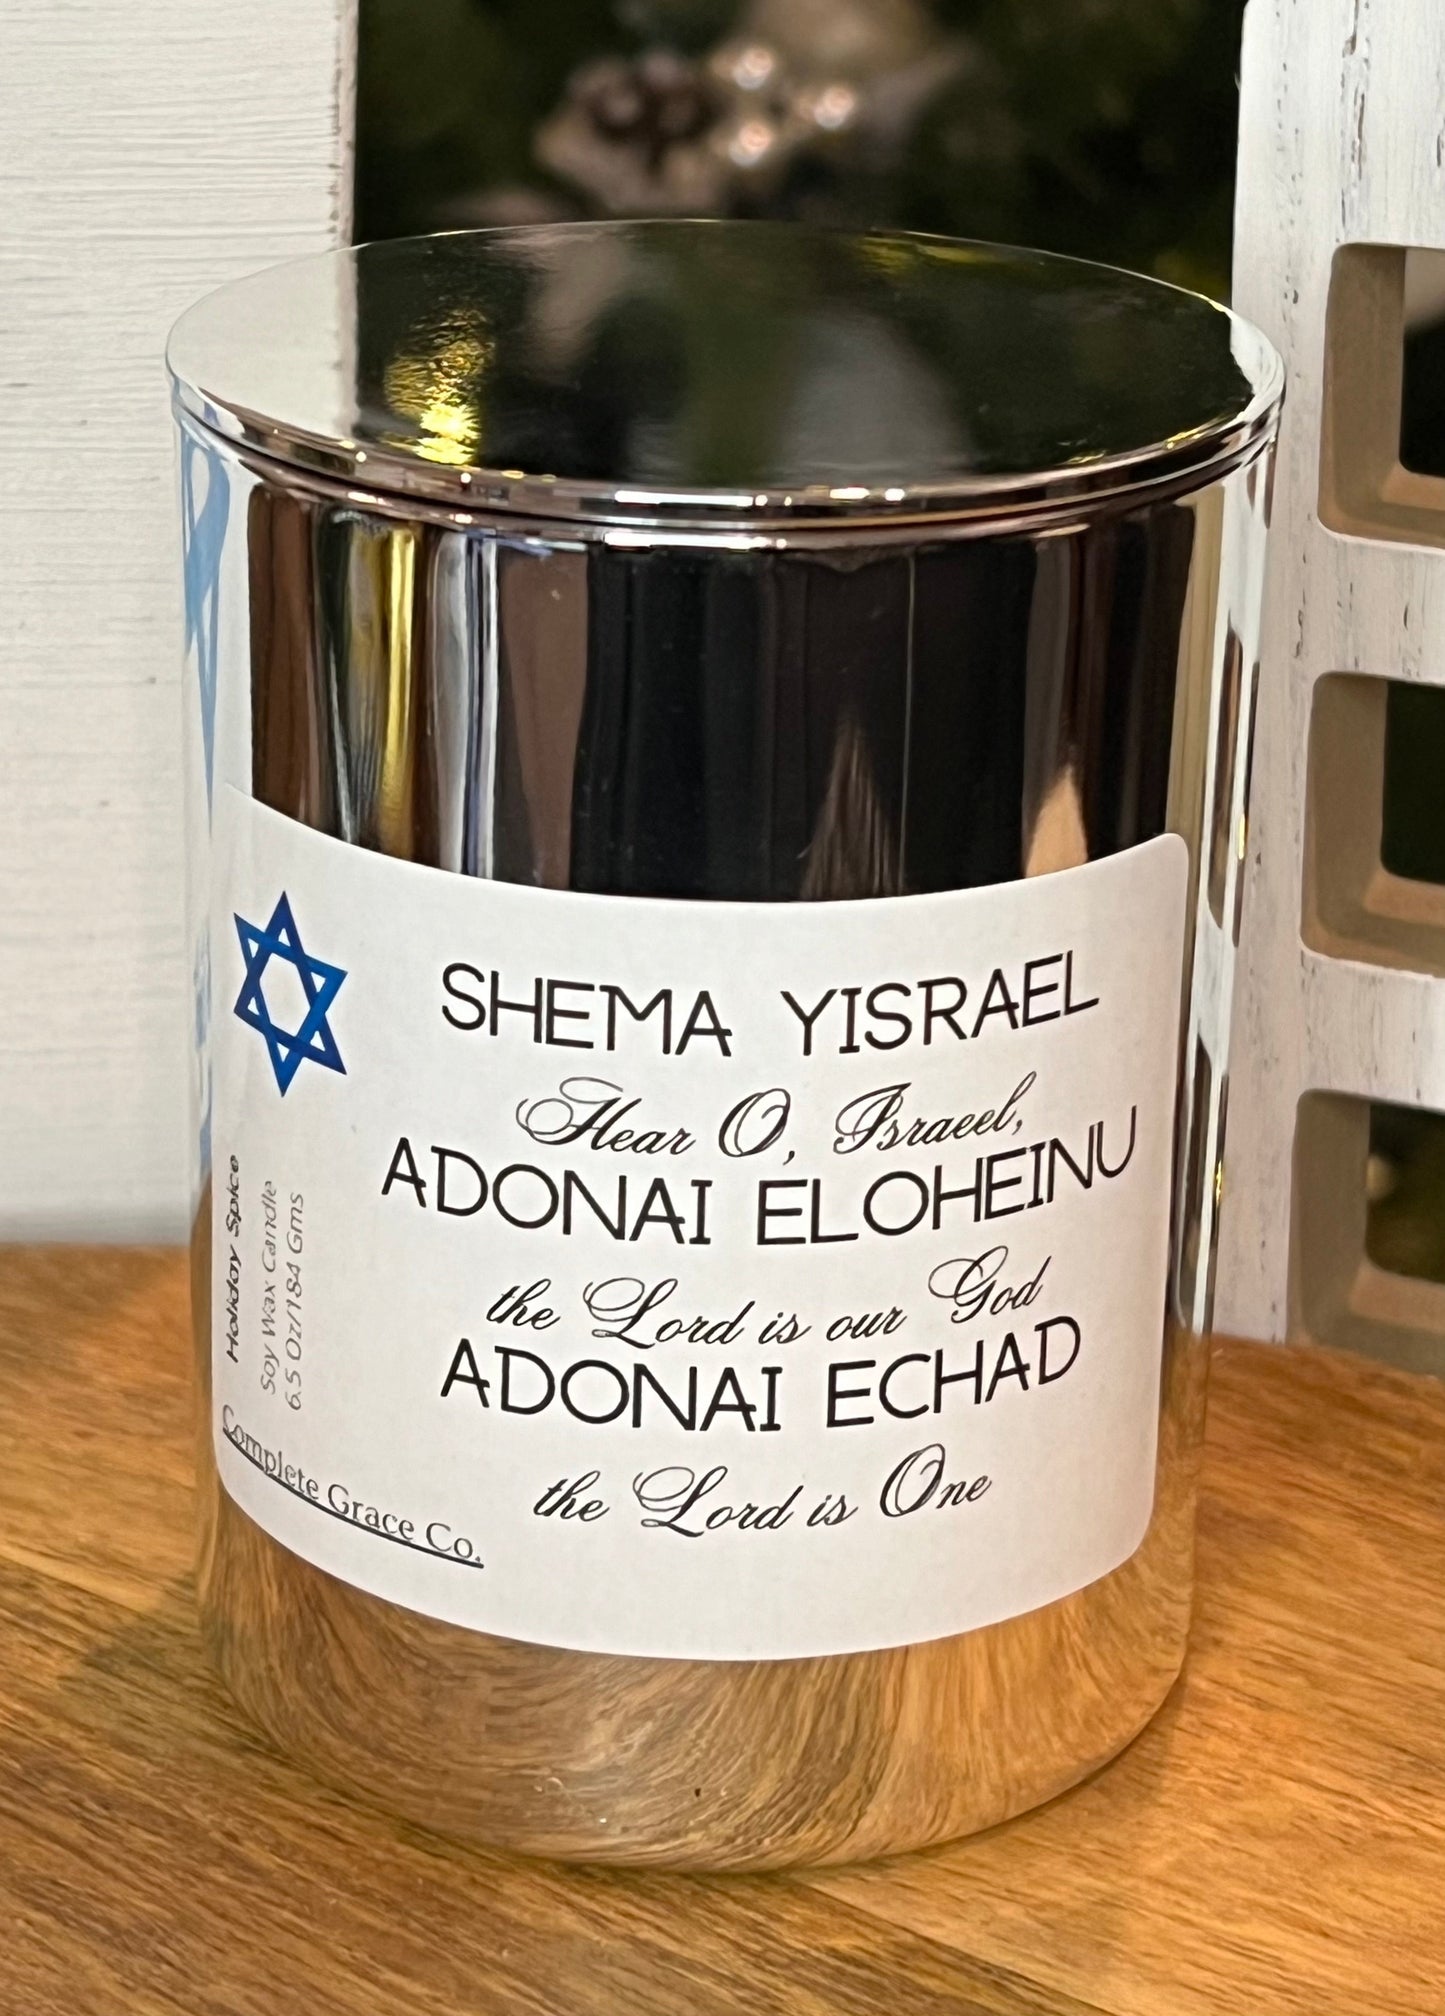 SHEMA YISRAEL
Hear O, Israeel,
ADONAI ELOHEINU
the Lord is our God
ADONAI ECHAD
the Lord is One
Holiday Spice
Soy Wax Candle
6.5 Oz/184 Gms
Complete Grace Co.